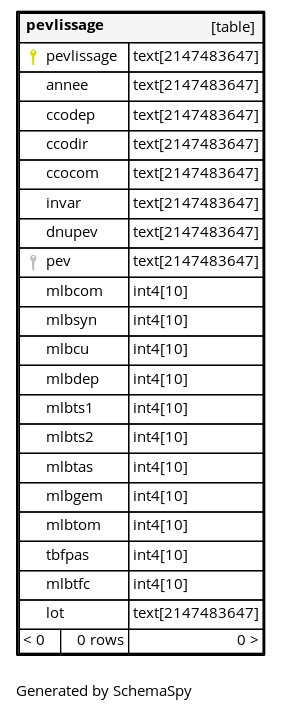 pevlissage [table]
pevlissage text[2147483647]
annee text[2147483647]
ccodep text[2147483647]
ccodir text[2147483647]
ccocom text[2147483647]
invar text[2147483647]
dnupev text[2147483647]
pev text[2147483647]
mlbcom int4[10]
mlbsyn int4[10]
mlbcu int4[10]
mlbdep int4[10]
mlbts1 int4[10]
mlbts2 int4[10]
mlbtas int4[10]
mlbgem int4[10]
mlbtom int4[10]
tbfpas int4[10]
mlbtfc int4[10]
lot text[2147483647]
< 0 0 rows 0 >
Generated by SchemaSpy